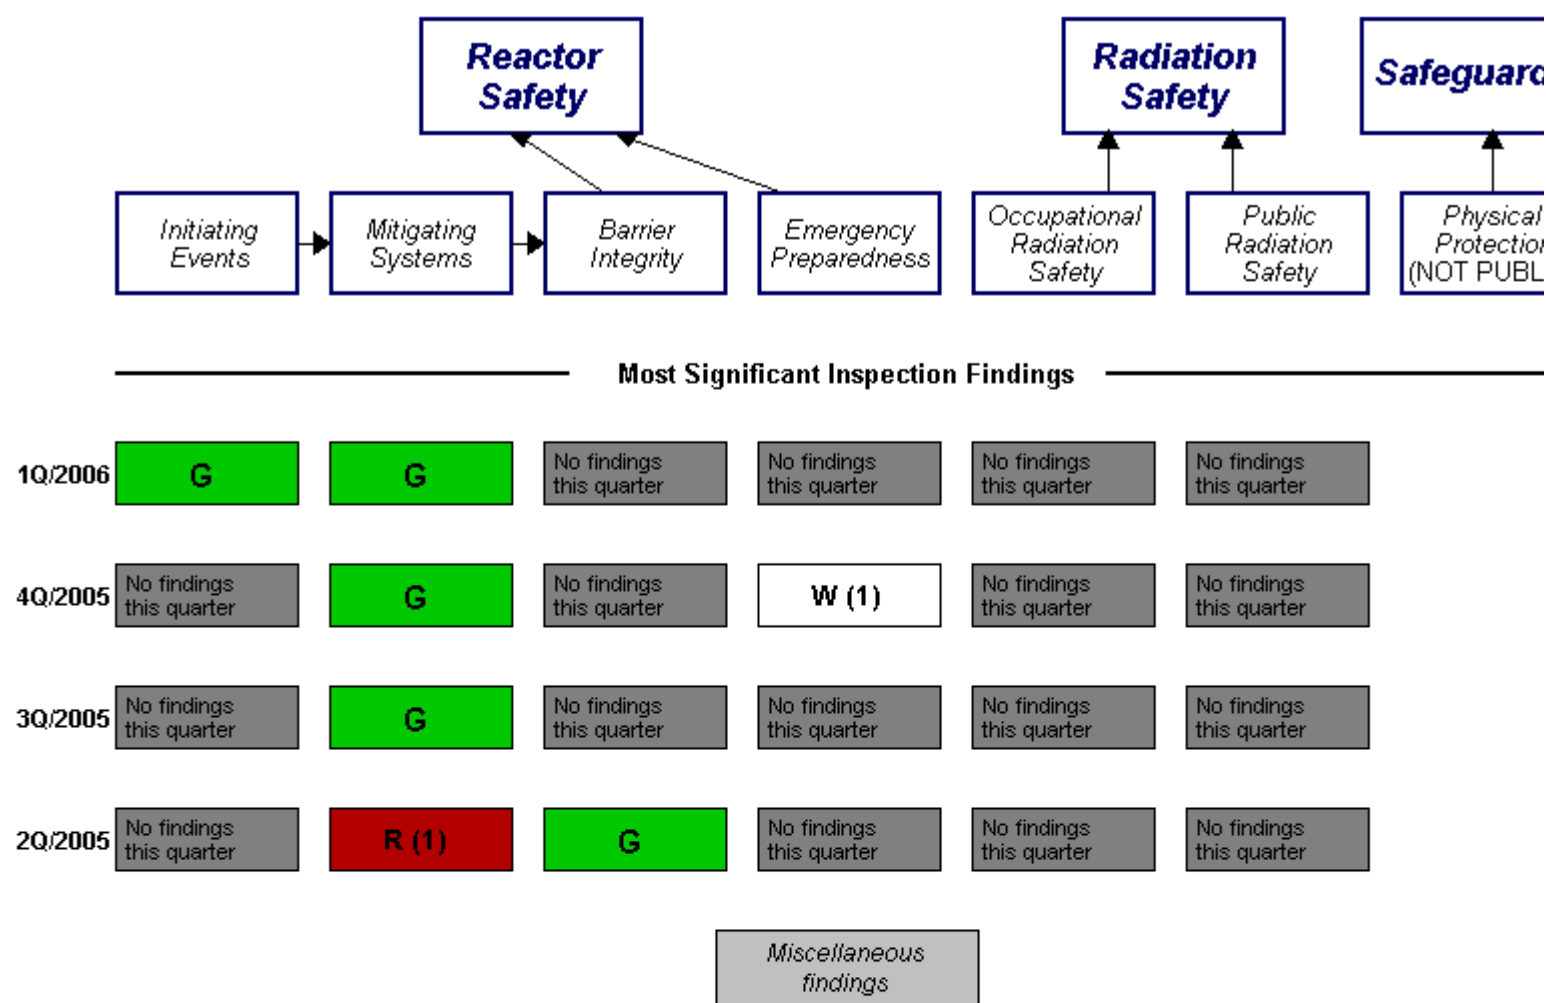 Reactor
Safety
Radiation
Safety
Safeguard
Initiating
Events
Mitigating
Systems
Barrier
Integrity
Emergency
Preparedness
Occupational
Radiation
Safety
Public
Radiation
Safety
Physical
Protection
(NOT PUBL
Most Significant Inspection Findings
1Q/2006
G
G
No findings
this quarter
No findings
this quarter
No findings
this quarter
No findings
this quarter
4Q/2005
No findings
this quarter
G
No findings
this quarter
W (1)
No findings
this quarter
No findings
this quarter
3Q/2005
No findings
this quarter
G
No findings
this quarter
No findings
this quarter
No findings
this quarter
No findings
this quarter
2Q/2005
No findings
this quarter
R (1)
G
No findings
this quarter
No findings
this quarter
No findings
this quarter
Miscellaneous
findings